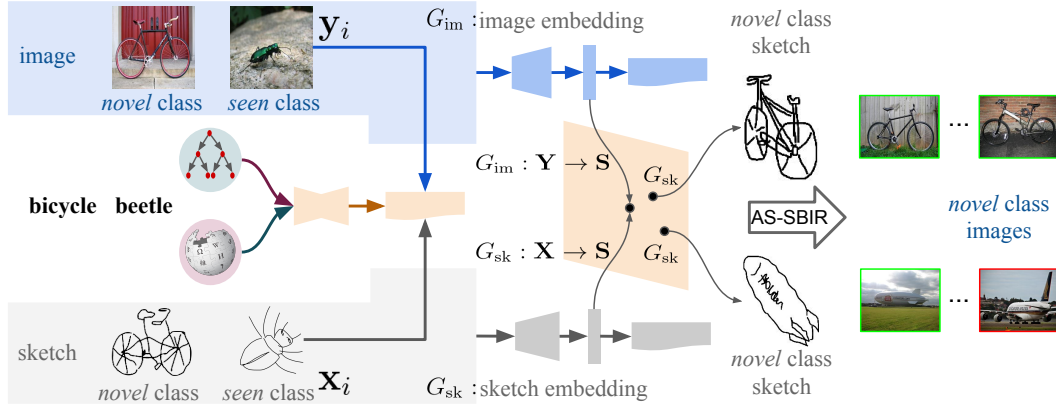 image
novel class
seen class
y_i
G_im : image embedding
novel class
sketch
bicycle beetle
G_im : Y → S
G_sk
AS-SBIR
G_sk : X → S
G_sk
novel class
images
sketch
novel class
seen class
x_i
G_sk : sketch embedding
novel class
sketch
...
...